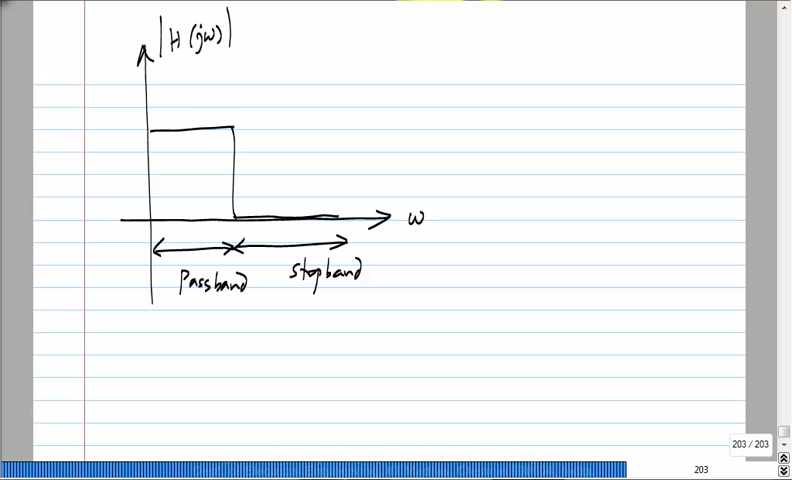 |H(jω)|
ω
Passband
stopband
203 / 203
203